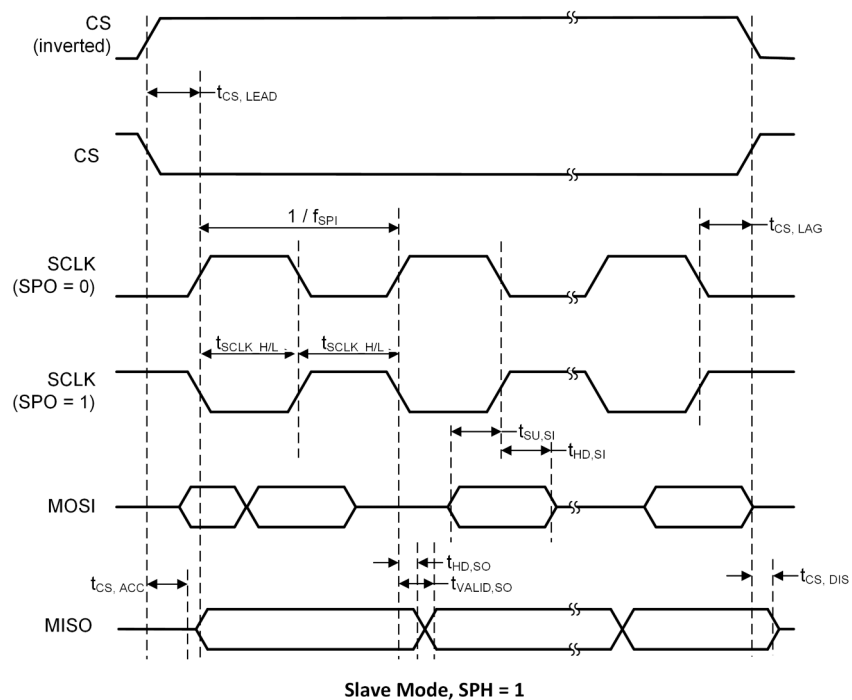 CS
(inverted)
tCS, LEAD
CS
1 / fSPI
tCS, LAG
SCLK
(SPO = 0)
tSCLK_H/L
tSCLK_H/L
SCLK
(SPO = 1)
tSU,SI
tHD,SI
MOSI
tHD,SO
tCS, ACC
tVALID,SO
tCS, DIS
MISO
Slave Mode, SPH = 1